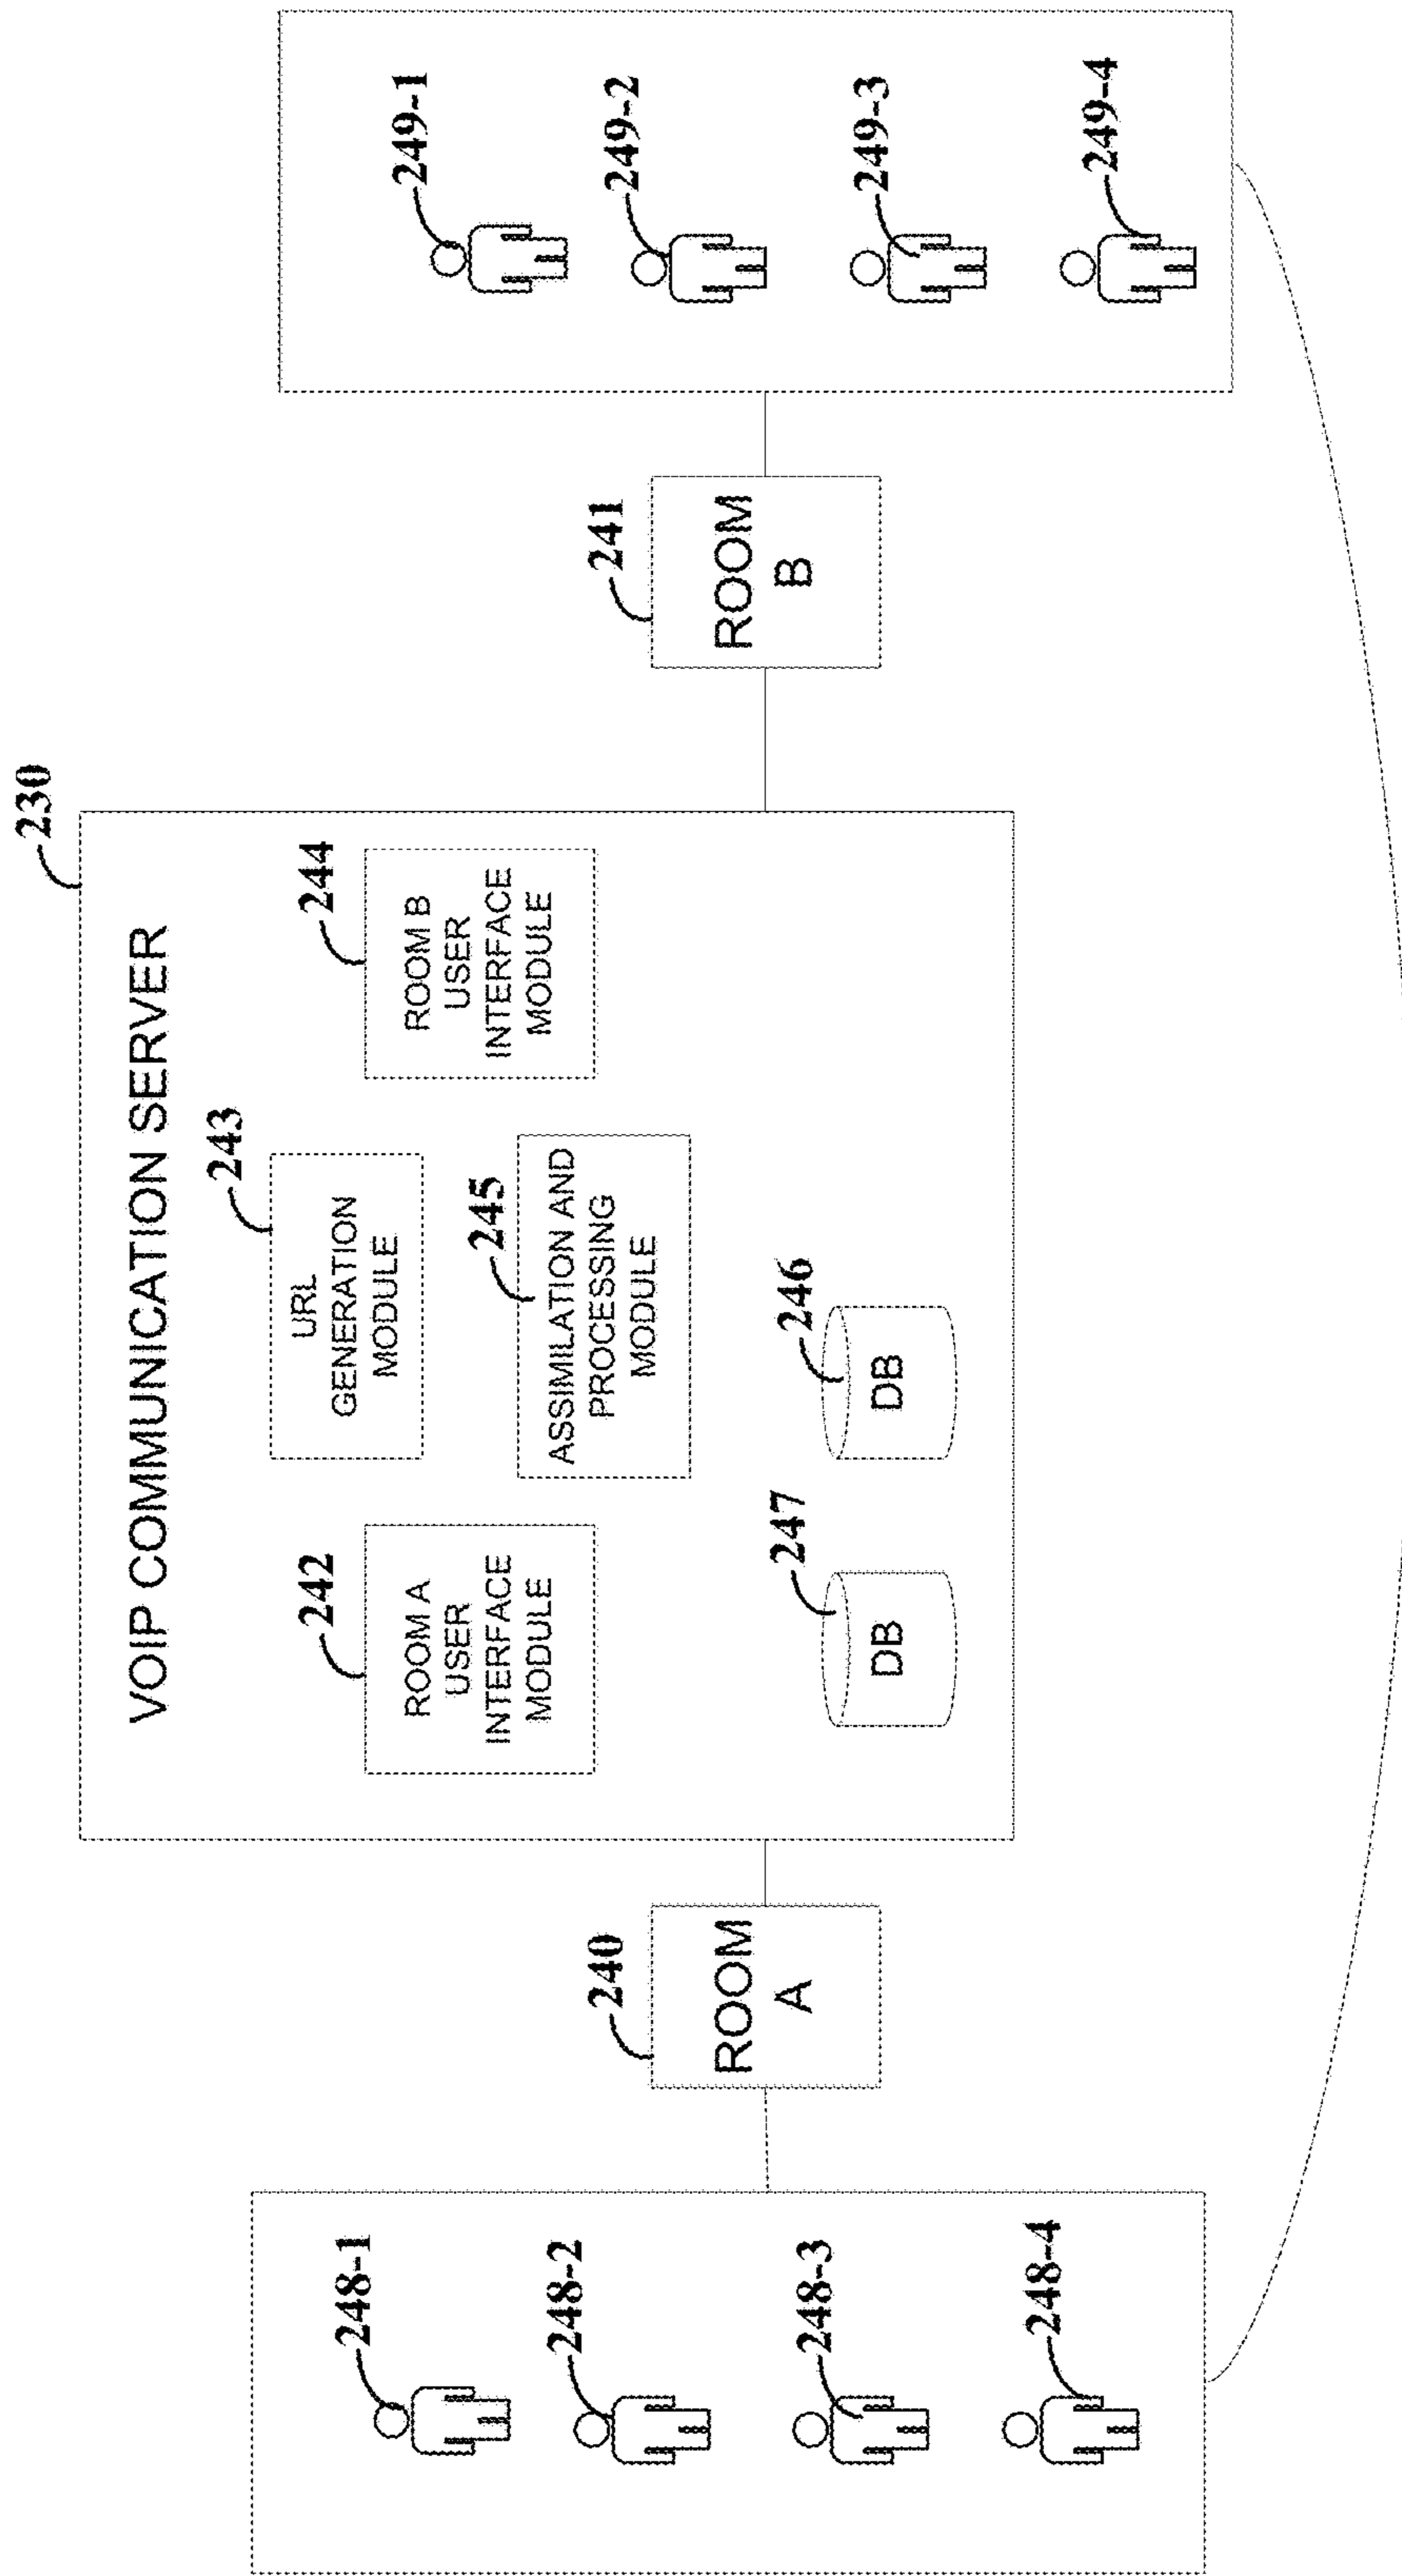 230
VOIP COMMUNICATION SERVER
243
URL
GENERATION
MODULE
242
ROOM A
USER
INTERFACE
MODULE
244
ROOM B
USER
INTERFACE
MODULE
245
ASSIMILATION AND
PROCESSING
MODULE
247
DB
246
DB
240
ROOM
A
241
ROOM
B
248-1
248-2
248-3
248-4
249-1
249-2
249-3
249-4